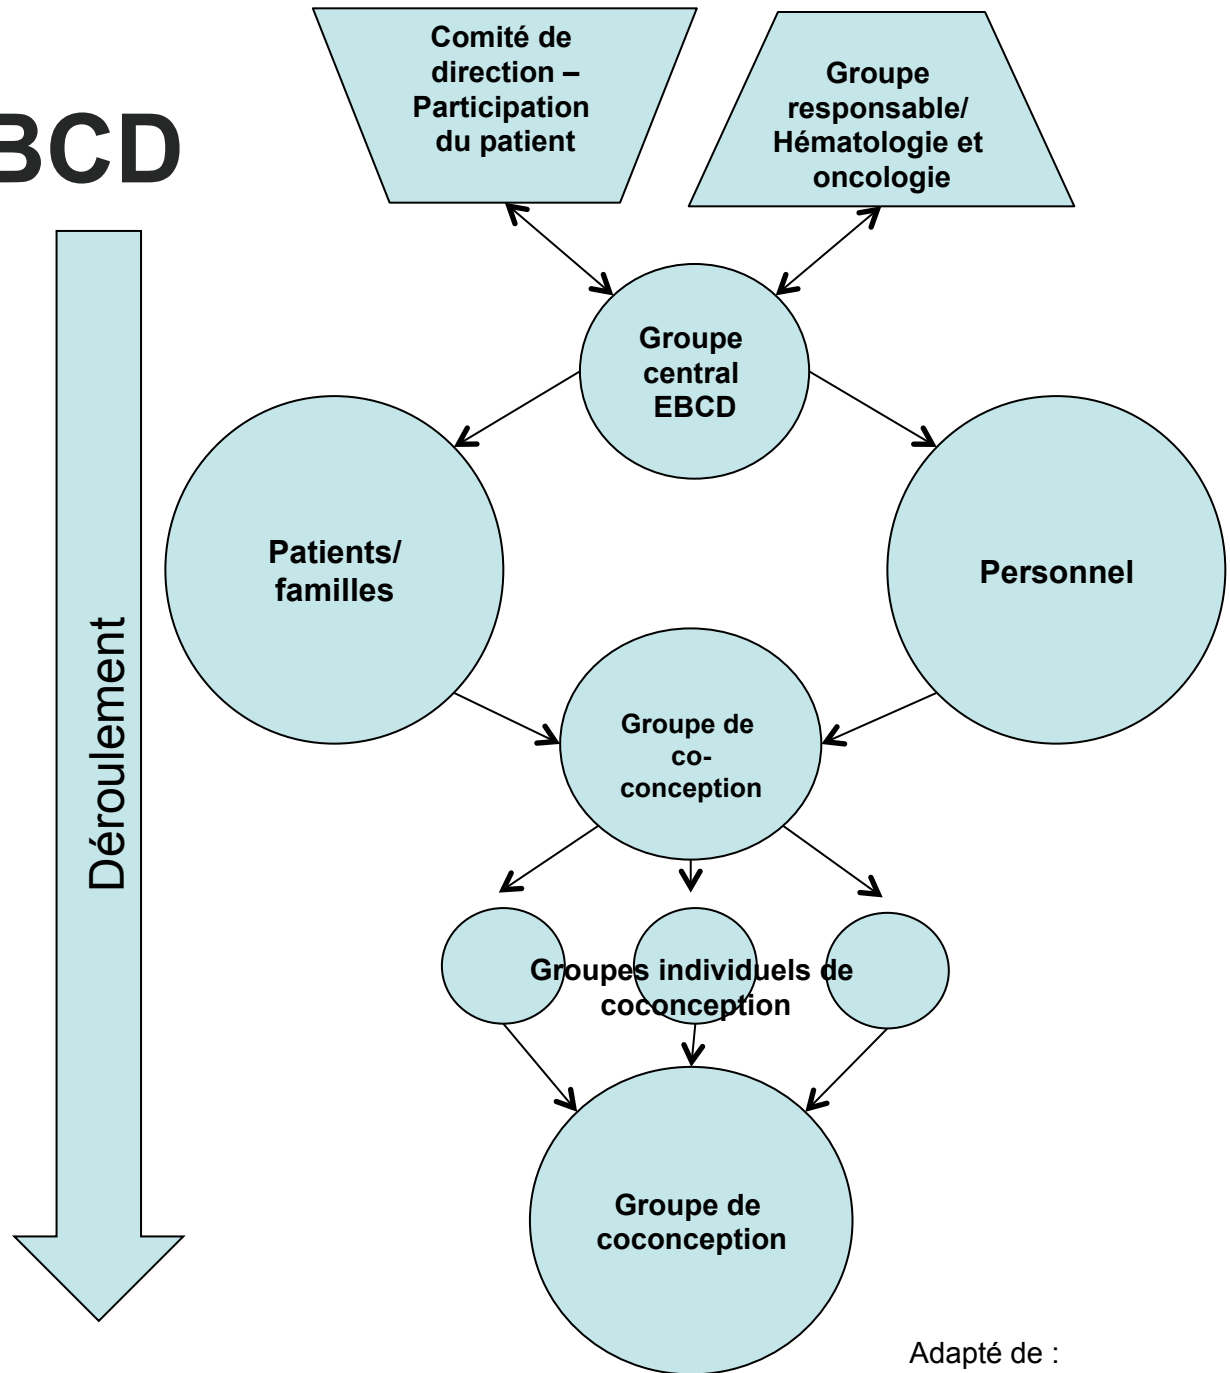 BCD
Comité de
direction –
Participation
du patient
Groupe
responsable/
Hématologie et
oncologie
Groupe
central
EBCD
Patients/
familles
Personnel
Déroulement
Groupe de
co-
conception
Groupes individuels de
coconception
Groupe de
coconception
Adapté de :